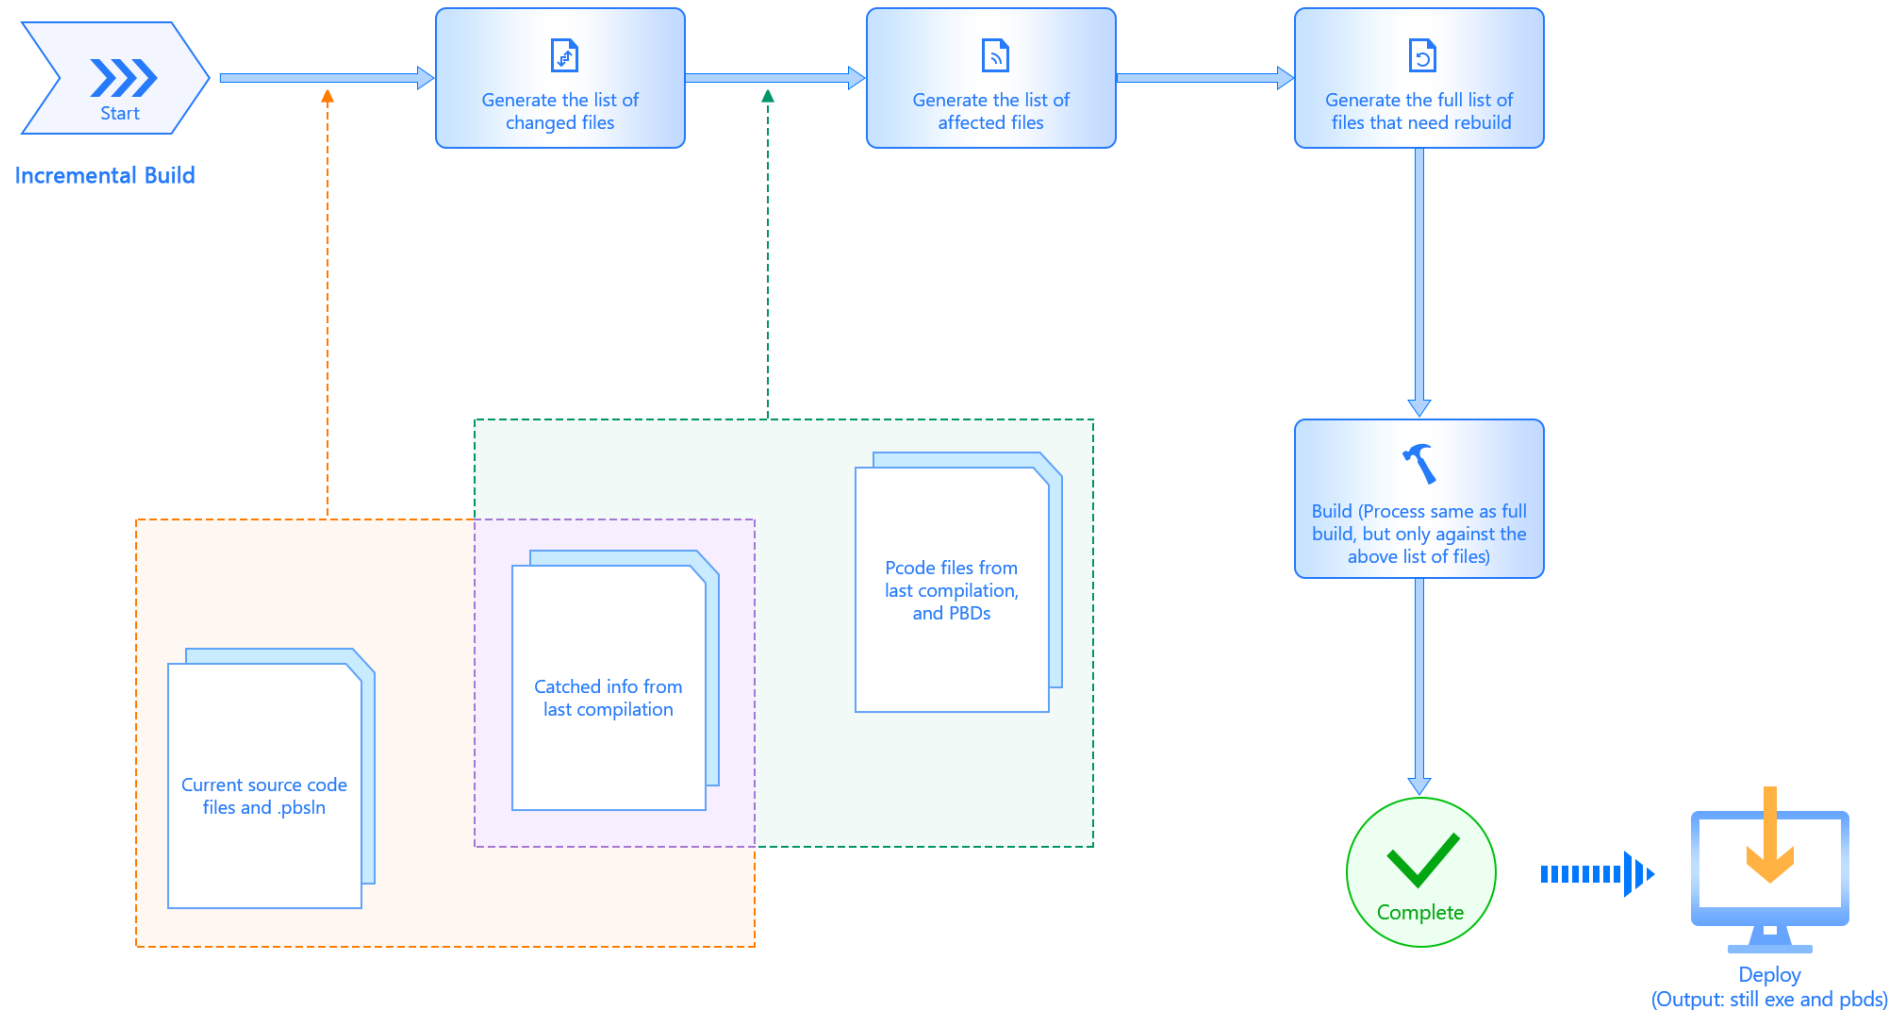 Start
Incremental Build
Generate the list of
changed files
Generate the list of
affected files
Generate the full list of
files that need rebuild
Build (Process same as full
build, but only against the
above list of files)
Pcode files from
last compilation,
and PBDs
Catched info from
last compilation
Current source code
files and .pbsln
Complete
Deploy
(Output: still exe and pbds)